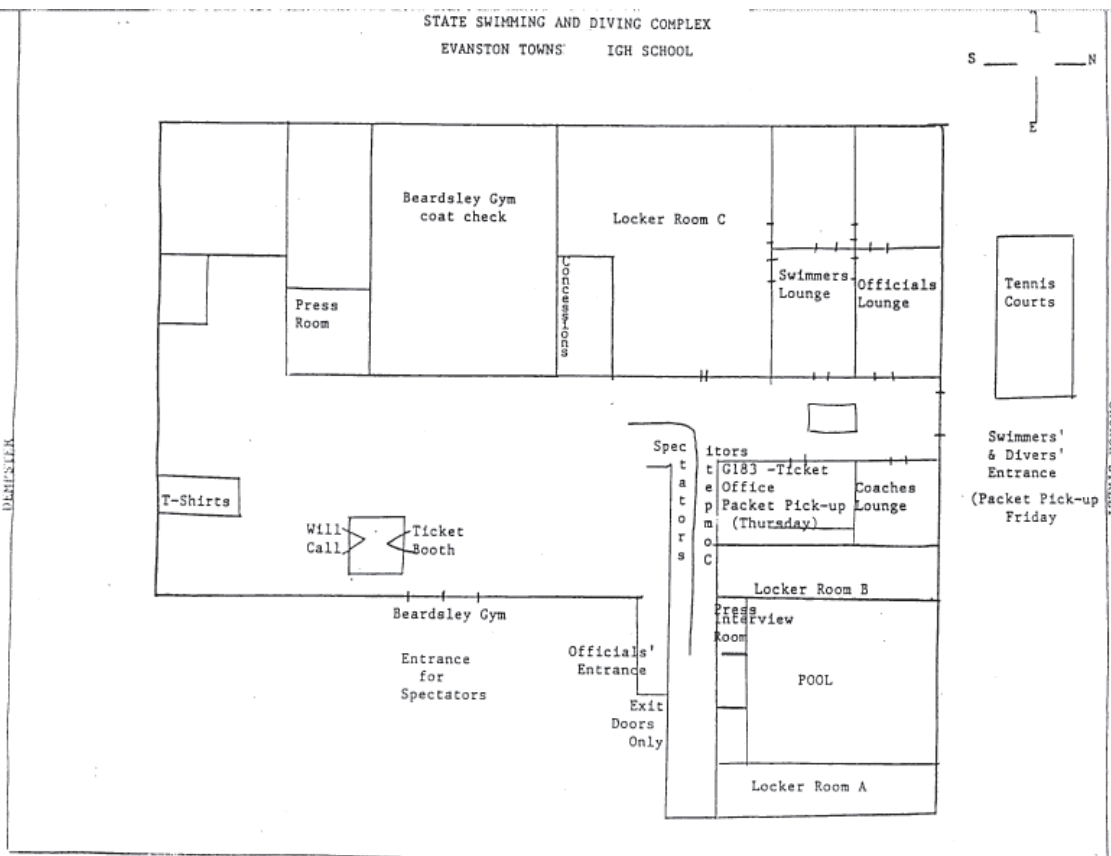 STATE SWIMMING AND DIVING COMPLEX
EVANSTON TOWNS IGH SCHOOL
S
N
E
Beardsley Gym
coat check
Locker Room C
Concessions
Swimmers
Lounge
Officials
Lounge
Tennis
Courts
Press
Room
DEMPSTER
Swimmers'
& Divers'
Entrance
(Packet Pick-up
Friday
Spectators
Competitors
G183 -Ticket
Office
Packet Pick-up
(Thursday)
Coaches
Lounge
T-Shirts
Will
Call
Ticket
Booth
Locker Room B
Beardsley Gym
Entrance
for
Spectators
Officials'
Entrance
Press
Interview
Room
POOL
Exit
Doors
Only
Locker Room A